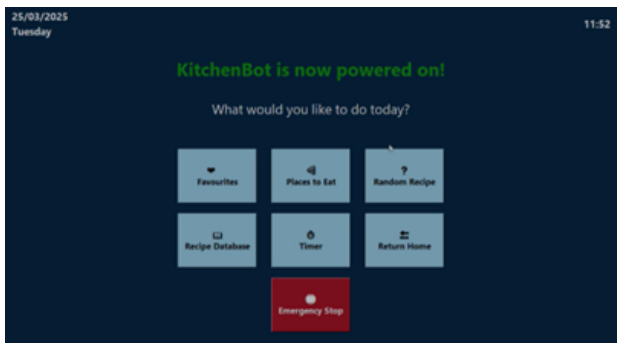 25/03/2025
Tuesday
11:52
KitchenBot is now powered on!
What would you like to do today?
Favourites
Places to Eat
Random Recipe
Recipe Database
Timer
Return Home
Emergency Stop